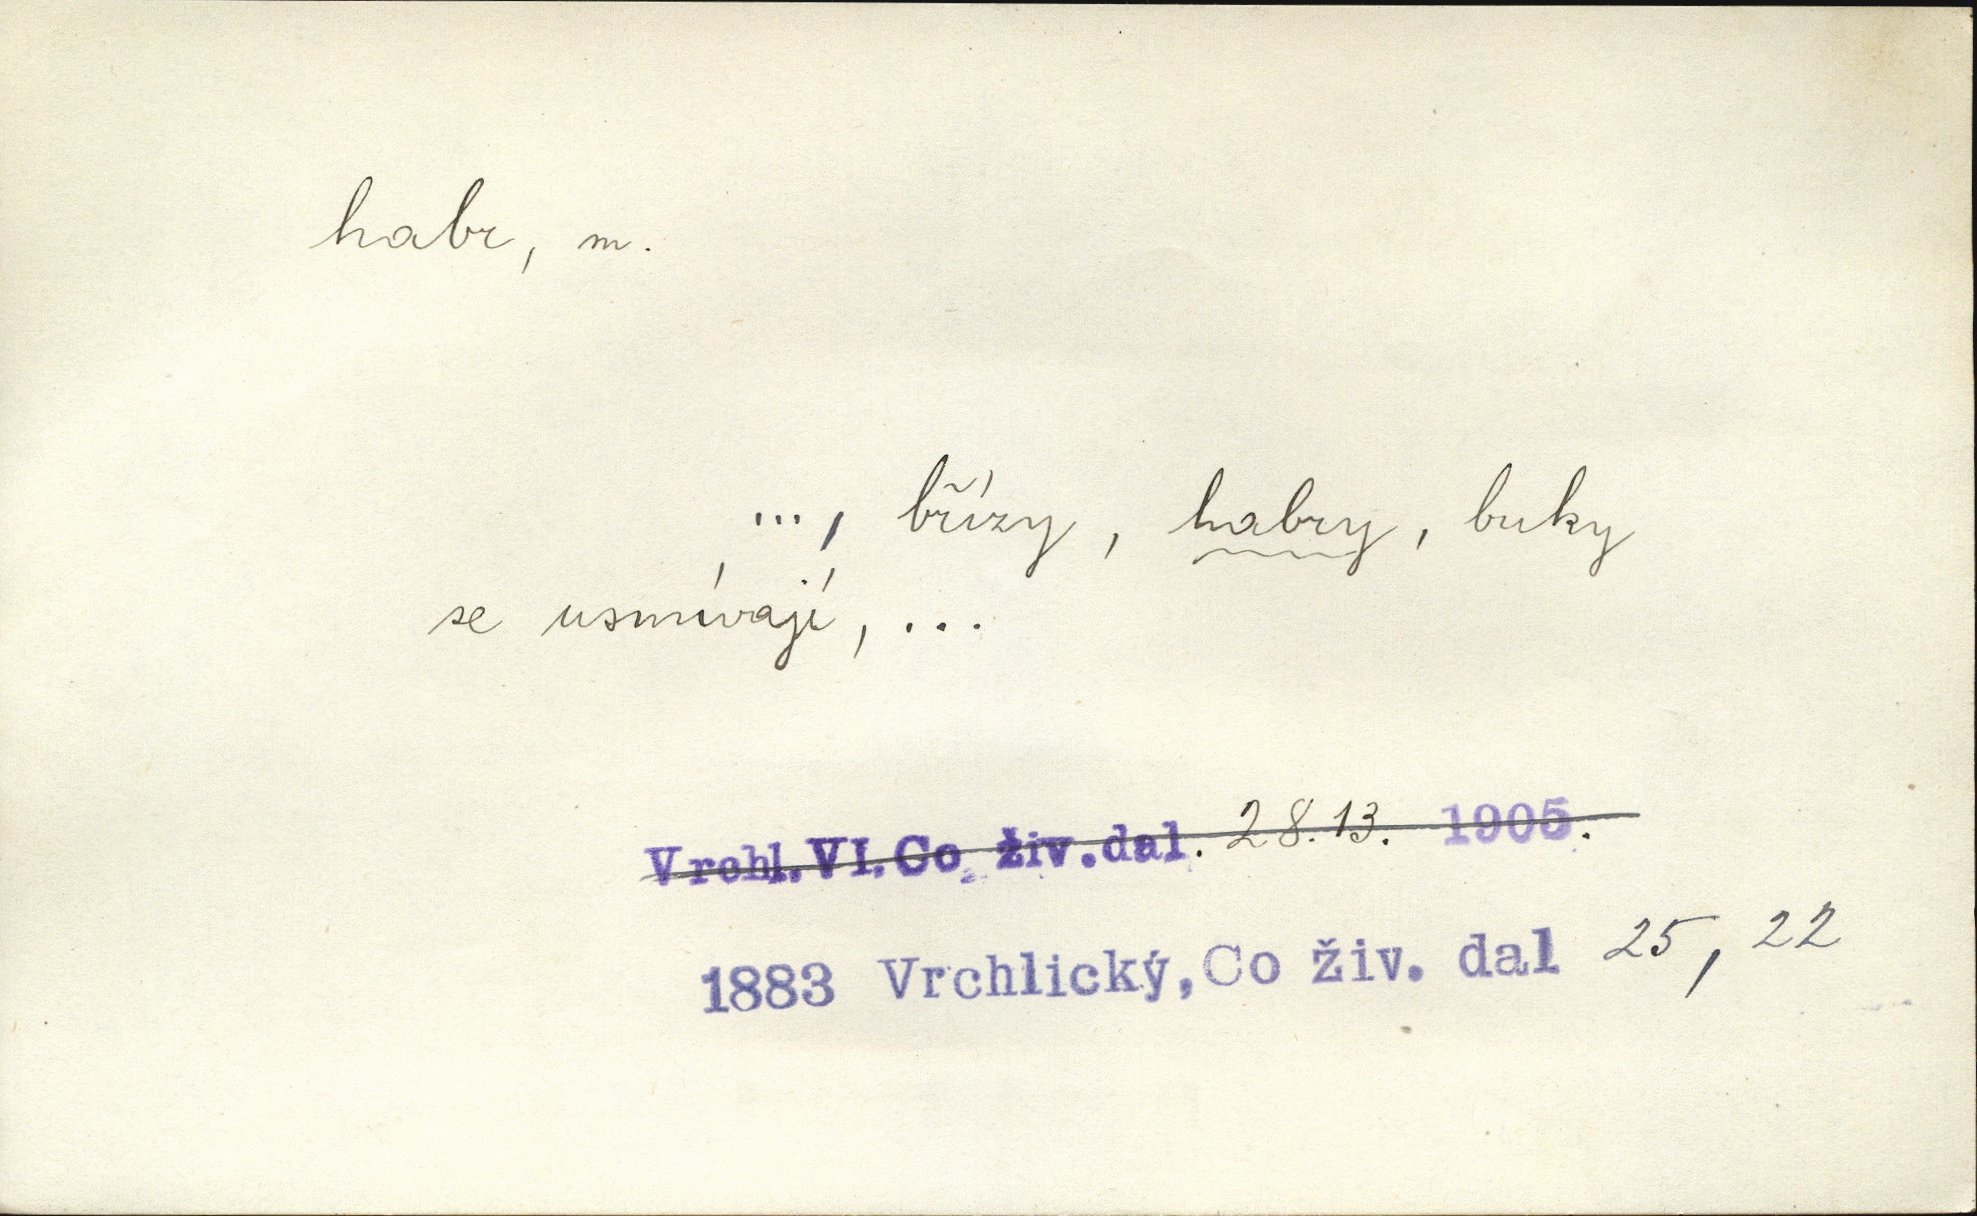 habr, m.
..., břízy, habry, buky
se usmívají, ...
Vrchl. VI. Co živ. dal. 28. 13. 1905.
1883 Vrchlický, Co živ. dal 25, 22